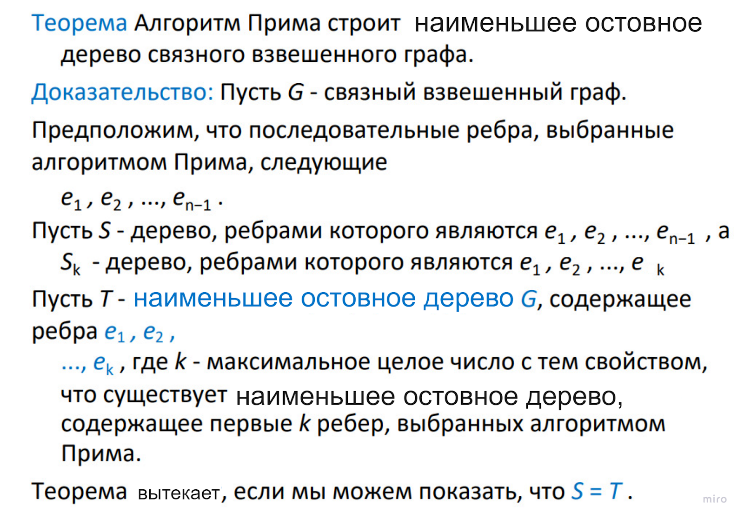 Теорема Алгоритм Прима строит наименьшее остовное
дерево связного взвешенного графа.
Доказательство: Пусть G - связный взвешенный граф.
Предположим, что последовательные ребра, выбранные
алгоритмом Прима, следующие
e₁ , e₂ , ..., eₙ₋₁ .
Пусть S - дерево, ребрами которого являются e₁ , e₂ , ..., eₙ₋₁ , а
Sₖ - дерево, ребрами которого являются e₁ , e₂ , ..., e ₖ
Пусть T - наименьшее остовное дерево G, содержащее
ребра e₁ , e₂ ,
..., eₖ , где k - максимальное целое число с тем свойством,
что существует наименьшее остовное дерево,
содержащее первые k ребер, выбранных алгоритмом
Прима.
Теорема вытекает, если мы можем показать, что S = T .
miro